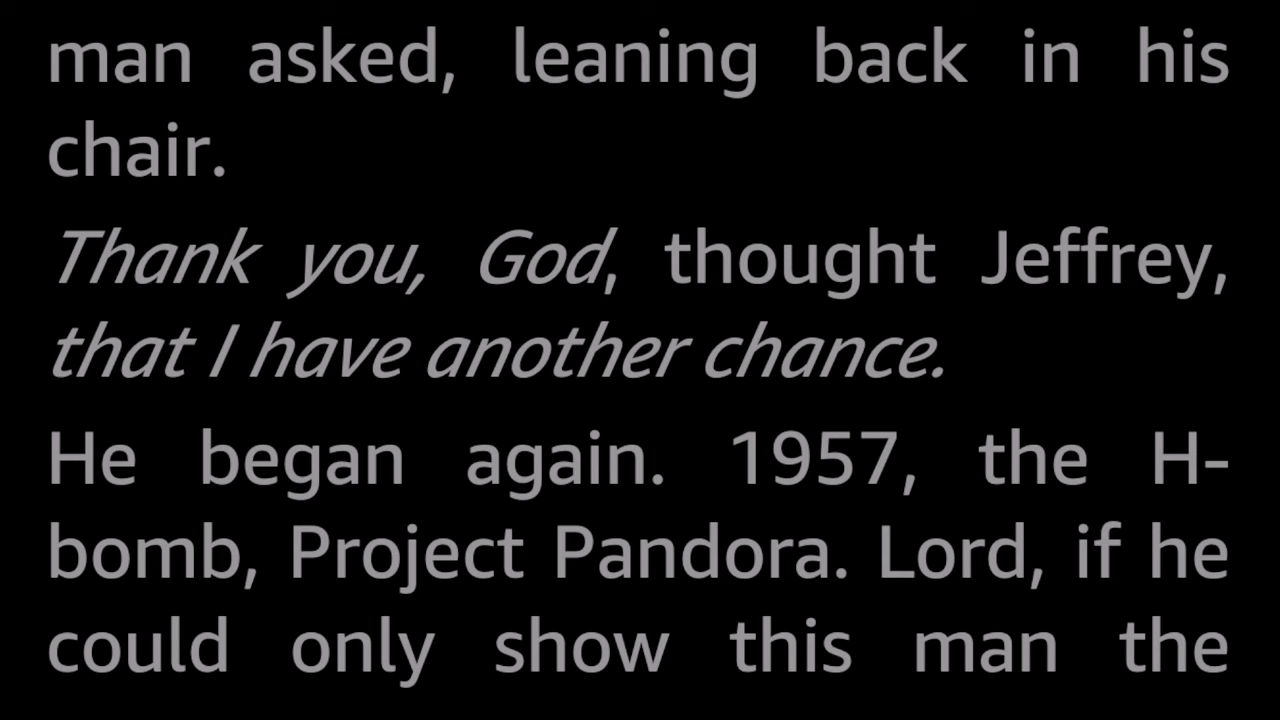 man asked, leaning back in his
chair.
Thank you, God, thought Jeffrey,
that I have another chance.
He began again. 1957, the H-
bomb, Project Pandora. Lord, if he
could only show this man the